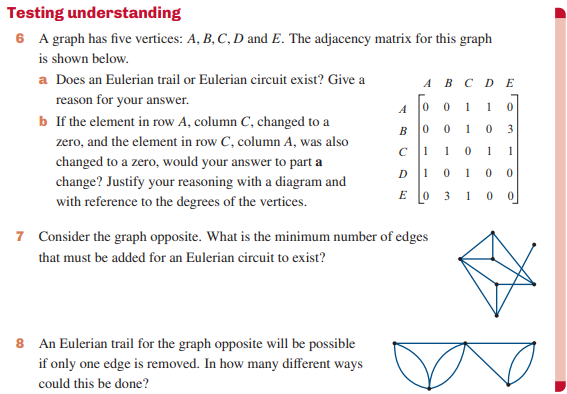 Testing understanding
6 A graph has five vertices: A, B, C, D and E. The adjacency matrix for this graph
is shown below.
a Does an Eulerian trail or Eulerian circuit exist? Give a
reason for your answer.
b If the element in row A, column C, changed to a
zero, and the element in row C, column A, was also
changed to a zero, would your answer to part a
change? Justify your reasoning with a diagram and
with reference to the degrees of the vertices.
A B C D E
A 0 0 1 1 0
B 0 0 1 0 3
C 1 1 0 1 1
D 1 0 1 0 0
E 0 3 1 0 0
7 Consider the graph opposite. What is the minimum number of edges
that must be added for an Eulerian circuit to exist?
8 An Eulerian trail for the graph opposite will be possible
if only one edge is removed. In how many different ways
could this be done?